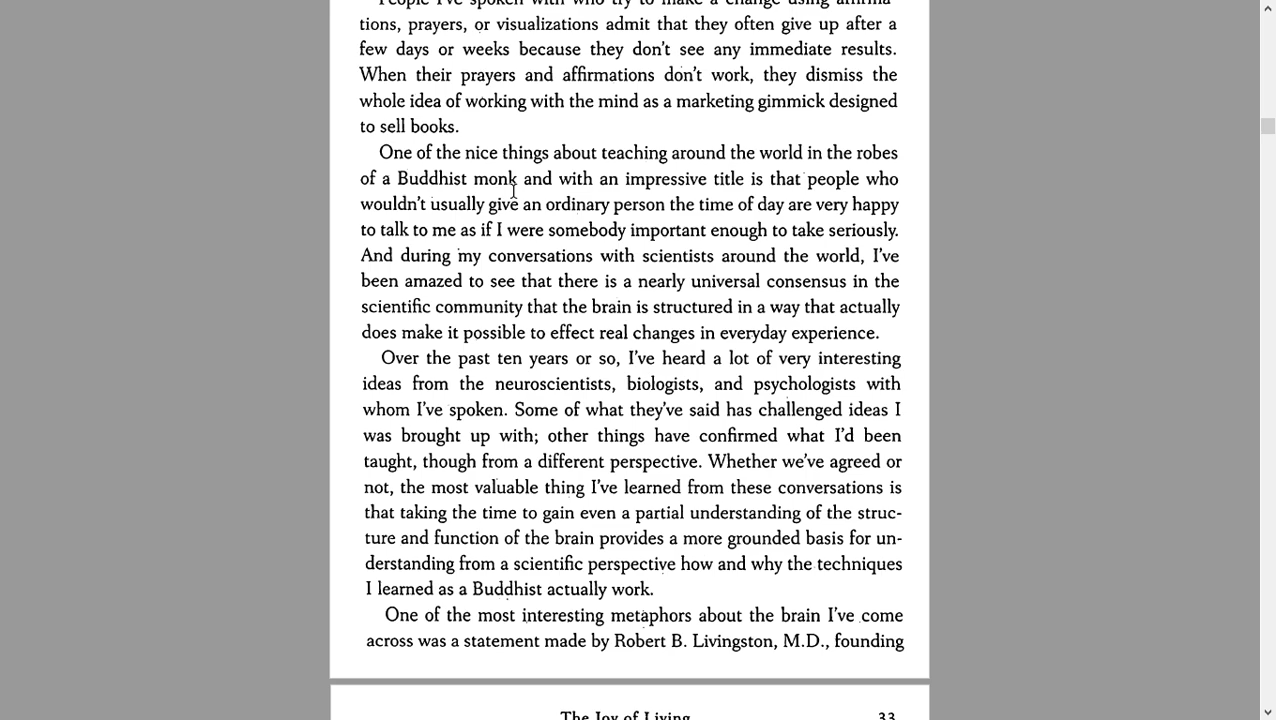 People I've spoken with who try to make a change using affirma-
tions, prayers, or visualizations admit that they often give up after a
few days or weeks because they don't see any immediate results.
When their prayers and affirmations don't work, they dismiss the
whole idea of working with the mind as a marketing gimmick designed
to sell books.
One of the nice things about teaching around the world in the robes
of a Buddhist monk and with an impressive title is that people who
wouldn't usually give an ordinary person the time of day are very happy
to talk to me as if I were somebody important enough to take seriously.
And during my conversations with scientists around the world, I've
been amazed to see that there is a nearly universal consensus in the
scientific community that the brain is structured in a way that actually
does make it possible to effect real changes in everyday experience.
Over the past ten years or so, I've heard a lot of very interesting
ideas from the neuroscientists, biologists, and psychologists with
whom I've spoken. Some of what they've said has challenged ideas I
was brought up with; other things have confirmed what I'd been
taught, though from a different perspective. Whether we've agreed or
not, the most valuable thing I've learned from these conversations is
that taking the time to gain even a partial understanding of the struc-
ture and function of the brain provides a more grounded basis for un-
derstanding from a scientific perspective how and why the techniques
I learned as a Buddhist actually work.
One of the most interesting metaphors about the brain I've come
across was a statement made by Robert B. Livingston, M.D., founding
The Joy of Living 33